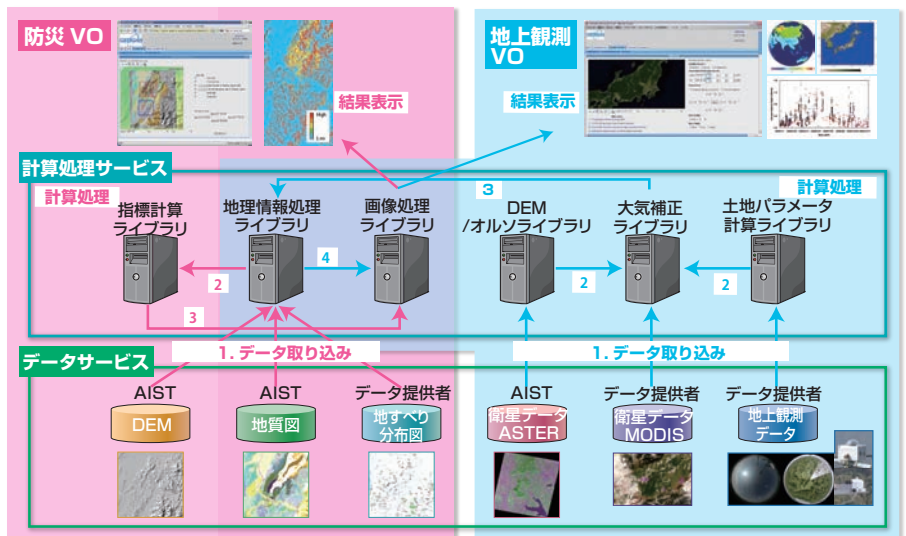 防災 VO
地上観測
VO
結果表示
結果表示
High
Low
計算処理サービス
計算処理
計算処理
指標計算
ライブラリ
地理情報処理
ライブラリ
画像処理
ライブラリ
DEM
/オルソライブラリ
大気補正
ライブラリ
土地パラメータ
計算ライブラリ
3
2
4
2
2
3
1. データ取り込み
1. データ取り込み
データサービス
AIST
AIST
データ提供者
AIST
データ提供者
データ提供者
DEM
地質図
地すべり
分布図
衛星データ
ASTER
衛星データ
MODIS
地上観測
データ